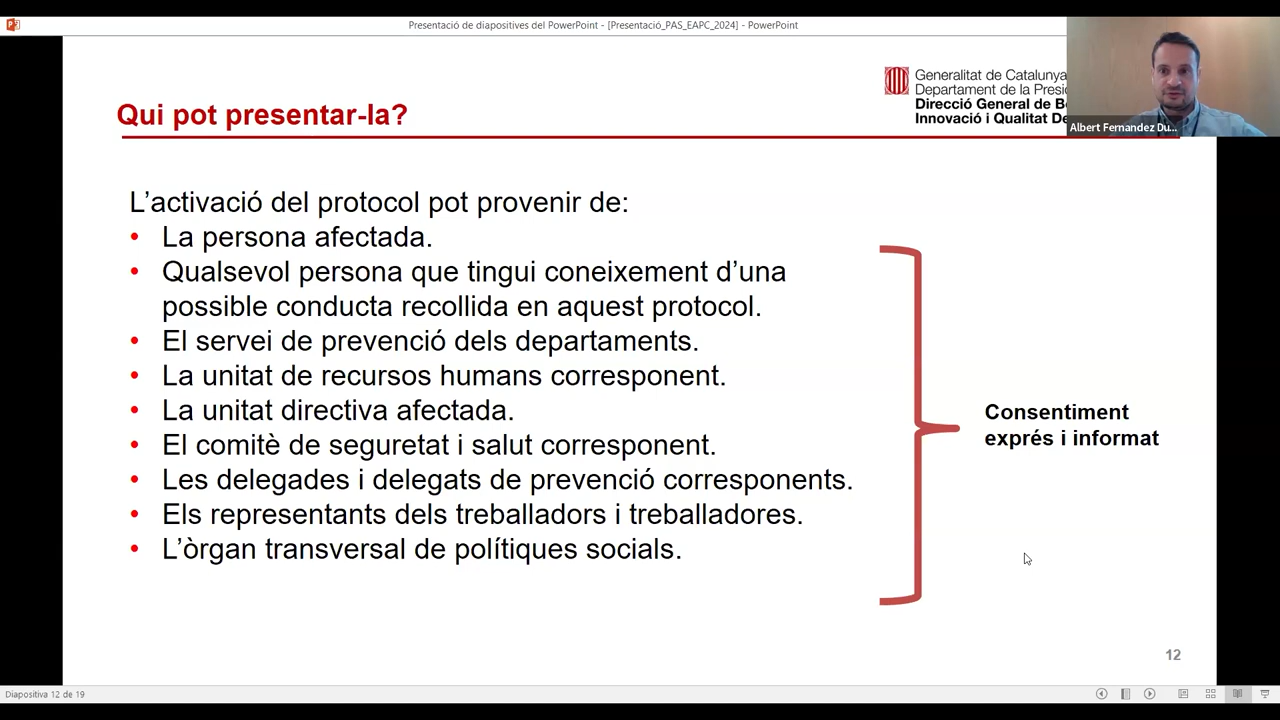 Presentació de diapositives del PowerPoint - [Presentació_PAS_EAPC_2024] - PowerPoint
Generalitat de Catalunya
Departament de la
Direcció General de
Innovació i Qualitat
Albert Fernandez Du...
Qui pot presentar-la?
L’activació del protocol pot provenir de:
• La persona afectada.
• Qualsevol persona que tingui coneixement d’una
possible conducta recollida en aquest protocol.
• El servei de prevenció dels departaments.
• La unitat de recursos humans corresponent.
• La unitat directiva afectada.
• El comitè de seguretat i salut corresponent.
• Les delegades i delegats de prevenció corresponents.
• Els representants dels treballadors i treballadores.
• L’òrgan transversal de polítiques socials.
Consentiment
exprés i informat
12
Diapositiva 12 de 19